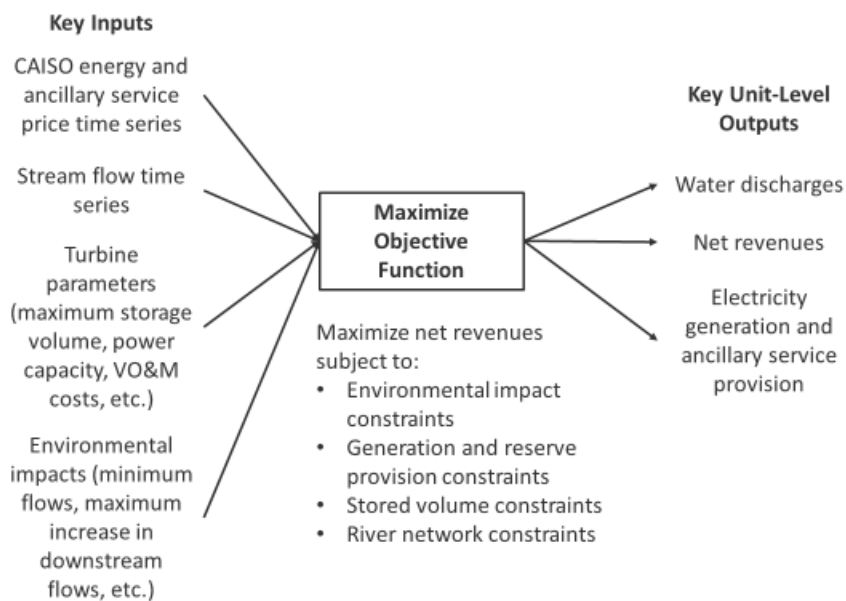 Key Inputs
CAISO energy and
ancillary service
price time series
Stream flow time
series
Turbine
parameters
(maximum storage
volume, power
capacity, VO&M
costs, etc.)
Environmental
impacts (minimum
flows, maximum
increase in
downstream
flows, etc.)
Maximize
Objective
Function
Maximize net revenues
subject to:
• Environmental impact
constraints
• Generation and reserve
provision constraints
• Stored volume constraints
• River network constraints
Key Unit-Level
Outputs
Water discharges
Net revenues
Electricity
generation and
ancillary service
provision